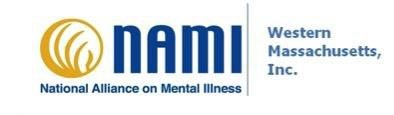 NAMI
National Alliance on Mental Illness
Western
Massachusetts,
Inc.